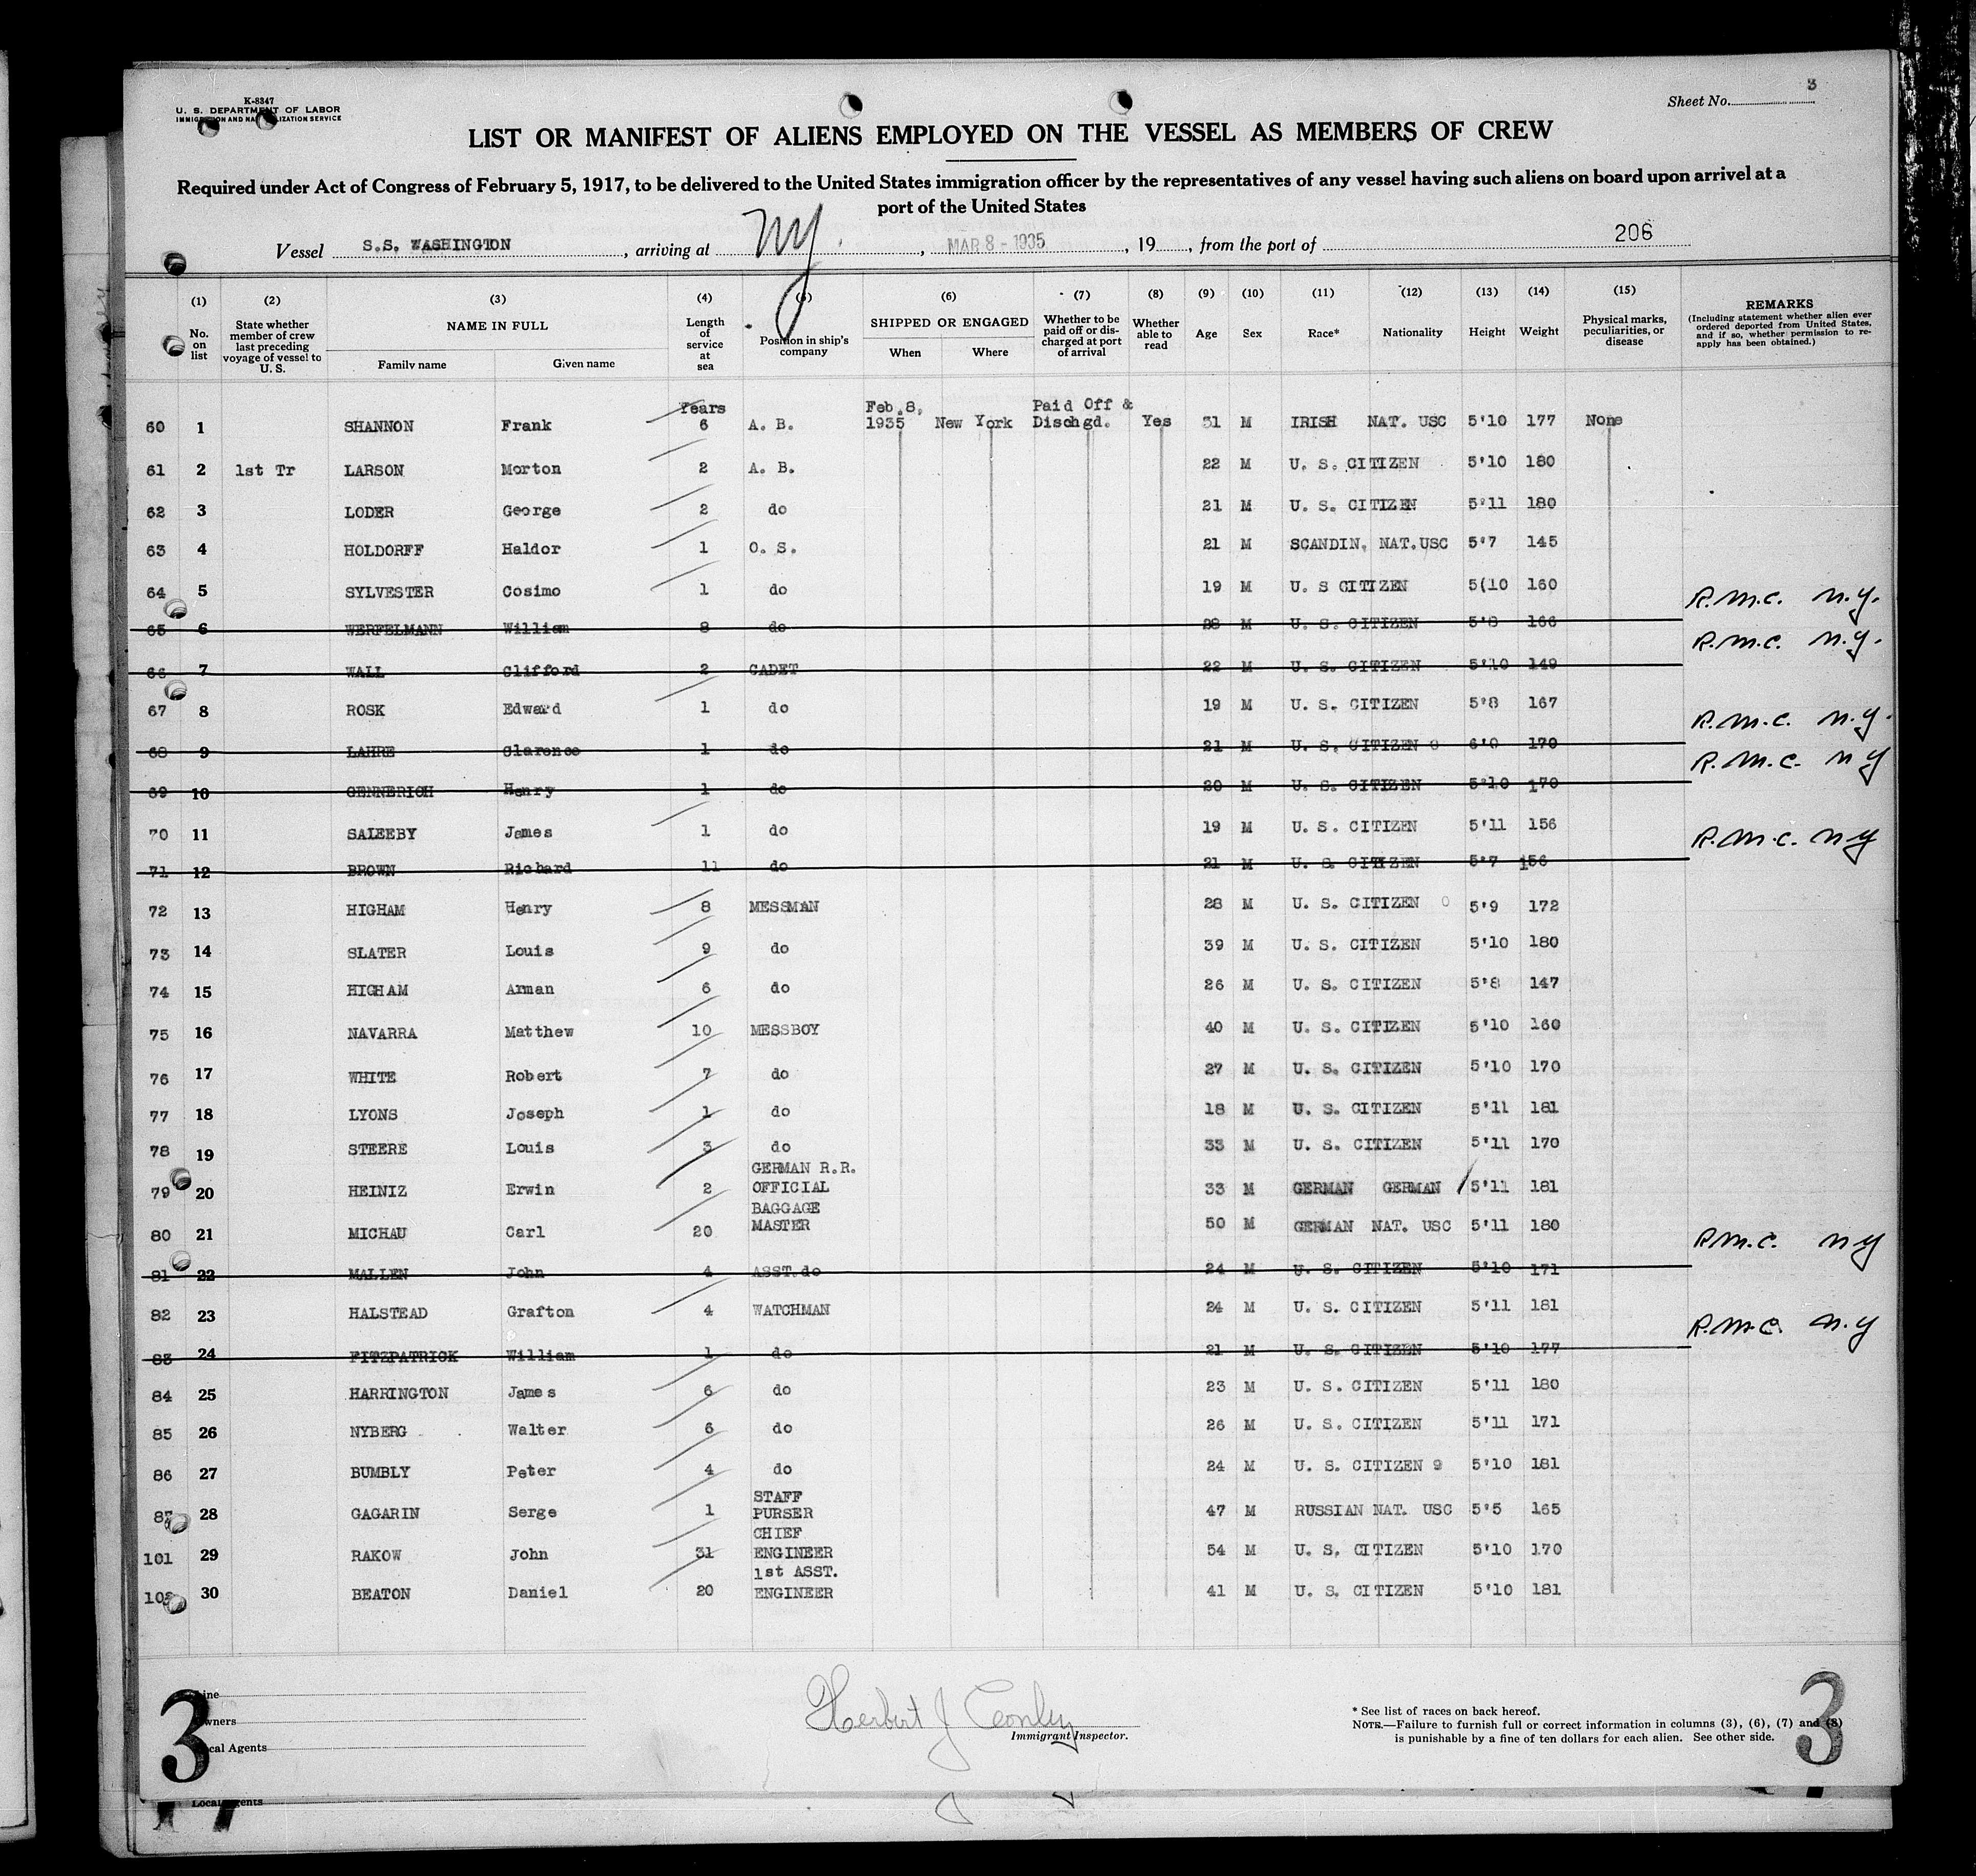 K-8347
U. S. DEPARTMENT OF LABOR
IMMIGRATION AND NATURALIZATION SERVICE
Sheet No. 3
LIST OR MANIFEST OF ALIENS EMPLOYED ON THE VESSEL AS MEMBERS OF CREW
Required under Act of Congress of February 5, 1917, to be delivered to the United States immigration officer by the representatives of any vessel having such aliens on board upon arrival at a
port of the United States
Vessel S.S. WASHINGTON, arriving at NY, MAR 8 - 1935, 19, from the port of 206
(1) (2) (3) (4) (5) (6) (7) (8) (9) (10) (11) (12) (13) (14) (15)
No. on list
State whether member of crew last preceding voyage of vessel to U. S.
NAME IN FULL
Family name Given name
Length of service at sea
Position in ship's company
SHIPPED OR ENGAGED
When Where
Whether to be paid off or discharged at port of arrival
Whether able to read
Age Sex Race* Nationality Height Weight
Physical marks, peculiarities, or disease
REMARKS
(Including statement whether alien ever ordered deported from United States, and if so, whether permission to reapply has been obtained.)
Years
60 1 SHANNON Frank 6 A. B. Feb.8, 1935 New York Paid Off & Dischgd. Yes 31 M IRISH NAT. USC 5'10 177 None
61 2 1st Tr LARSON Morton 2 A. B. 22 M U. S. CITIZEN 5'10 180
62 3 LODER George 2 do 21 M U. S. CITIZEN 5'11 180
63 4 HOLDORFF Haldor 1 O. S. 21 M SCANDIN. NAT.USC 5'7 145
64 5 SYLVESTER Cosimo 1 do 19 M U. S CITIZEN 5(10 160
65 6 WERFELMANN William 8 do 28 M U. S. CITIZEN 5'8 166 R.M.C. N.Y.
66 7 WALL Clifford 2 CADET 22 M U. S. CITIZEN 5'10 149 R.M.C. N.Y.
67 8 ROSK Edward 1 do 19 M U. S. CITIZEN 5'8 167
68 9 LAHRE Clarence 1 do 21 M U. S. CITIZEN 0 6'0 170 R.M.C. N.Y.
69 10 GENNERICH Henry 1 do 20 M U. S. CITIZEN 5'10 170 R.M.C. NY
70 11 SALEEBY James 1 do 19 M U. S. CITIZEN 5'11 156
71 12 BROWN Richard 11 do 21 M U. S. CITIZEN 5'7 156 R.M.C. NY
72 13 HIGHAM Henry 8 MESSMAN 28 M U. S. CITIZEN 0 5'9 172
73 14 SLATER Louis 9 do 39 M U. S. CITIZEN 5'10 180
74 15 HIGHAM Arman 6 do 26 M U. S. CITIZEN 5'8 147
75 16 NAVARRA Matthew 10 MESSBOY 40 M U. S. CITIZEN 5'10 160
76 17 WHITE Robert 7 do 27 M U. S. CITIZEN 5'10 170
77 18 LYONS Joseph 1 do 18 M U. S. CITIZEN 5'11 181
78 19 STEERE Louis 3 do 33 M U. S. CITIZEN 5'11 170
79 20 HEINIZ Erwin 2 GERMAN R.R. OFFICIAL 33 M GERMAN GERMAN 5'11 181
80 21 MICHAU Carl 20 BAGGAGE MASTER 50 M GERMAN NAT. USC 5'11 180
81 22 MALLEN John 4 ASST.do 24 M U. S. CITIZEN 5'10 171 R.M.C. NY
82 23 HALSTEAD Grafton 4 WATCHMAN 24 M U. S. CITIZEN 5'11 181
83 24 FITZPATRICK William 1 do 21 M U. S. CITIZEN 5'10 177 R.M.C. N.Y
84 25 HARRINGTON James 6 do 23 M U. S. CITIZEN 5'11 180
85 26 NYBERG Walter 6 do 26 M U. S. CITIZEN 5'11 171
86 27 BUMBLY Peter 4 do 24 M U. S. CITIZEN 9 5'10 181
87 28 GAGARIN Serge 1 STAFF PURSER 47 M RUSSIAN NAT. USC 5'5 165
101 29 RAKOW John 31 CHIEF ENGINEER 54 M U. S. CITIZEN 5'10 170
102 30 BEATON Daniel 20 1st ASST. ENGINEER 41 M U. S. CITIZEN 5'10 181
3
Line
Owners
Local Agents
Herbert J Conley
Immigrant Inspector.
* See list of races on back hereof.
NOTE.—Failure to furnish full or correct information in columns (3), (6), (7) and (8)
is punishable by a fine of ten dollars for each alien. See other side.
3
Local Agents